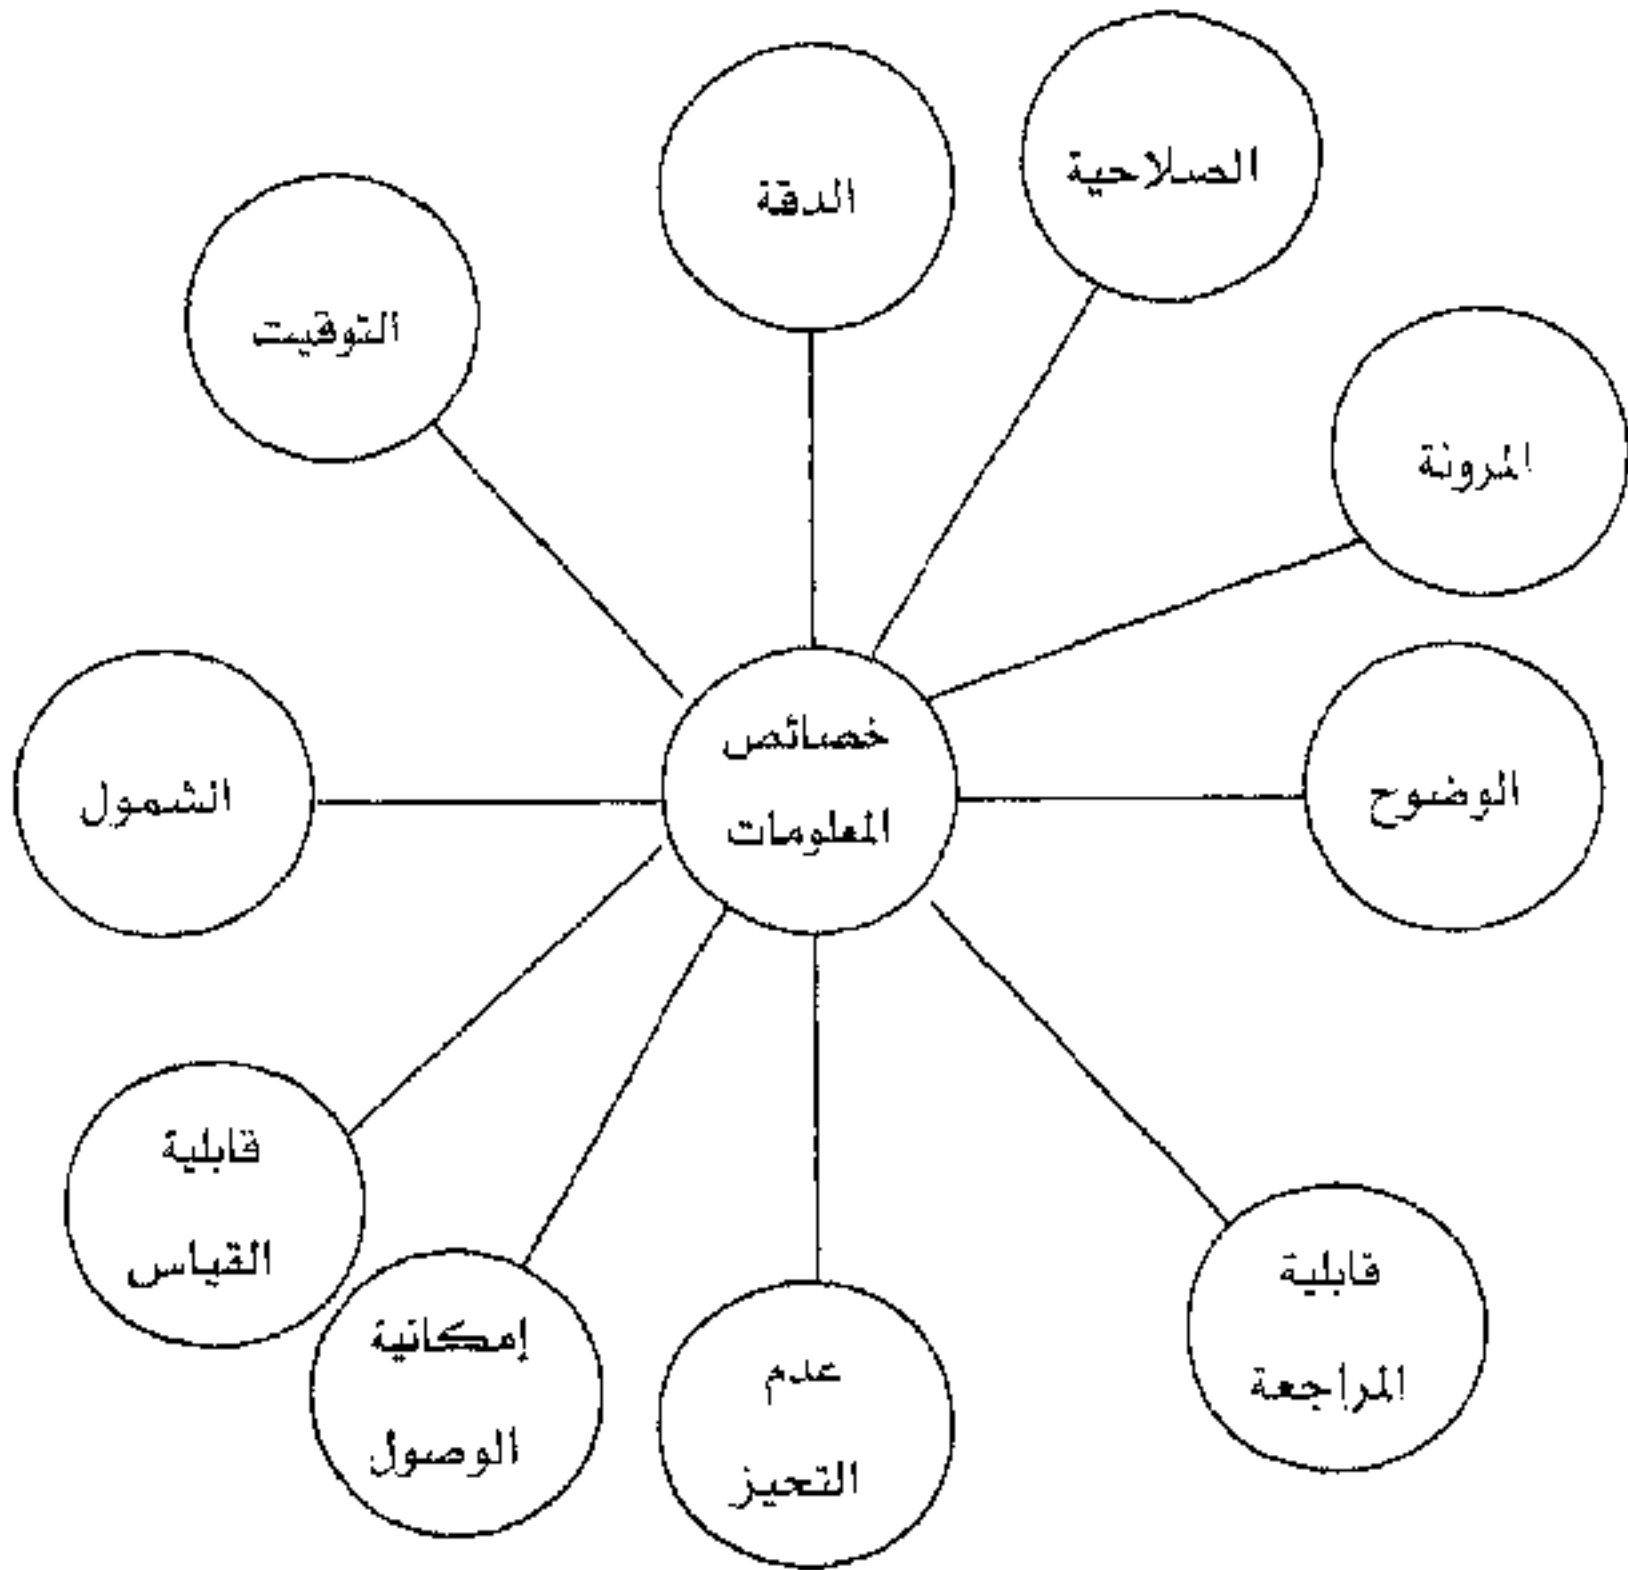 الصلاحية
الدقة
التوقيت
المرونة
خصائص
المعلومات
الوضوح
الشمول
قابلية
القياس
إمكانية
الوصول
عدم
التحيز
قابلية
المراجعة